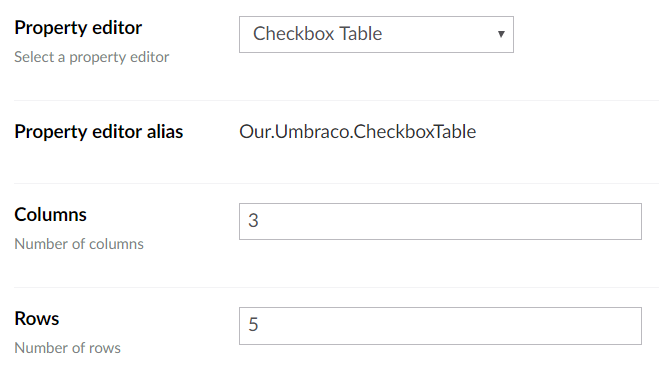 Property editor
Checkbox Table
Select a property editor
Property editor alias
Our.Umbraco.CheckboxTable
Columns
3
Number of columns
Rows
5
Number of rows